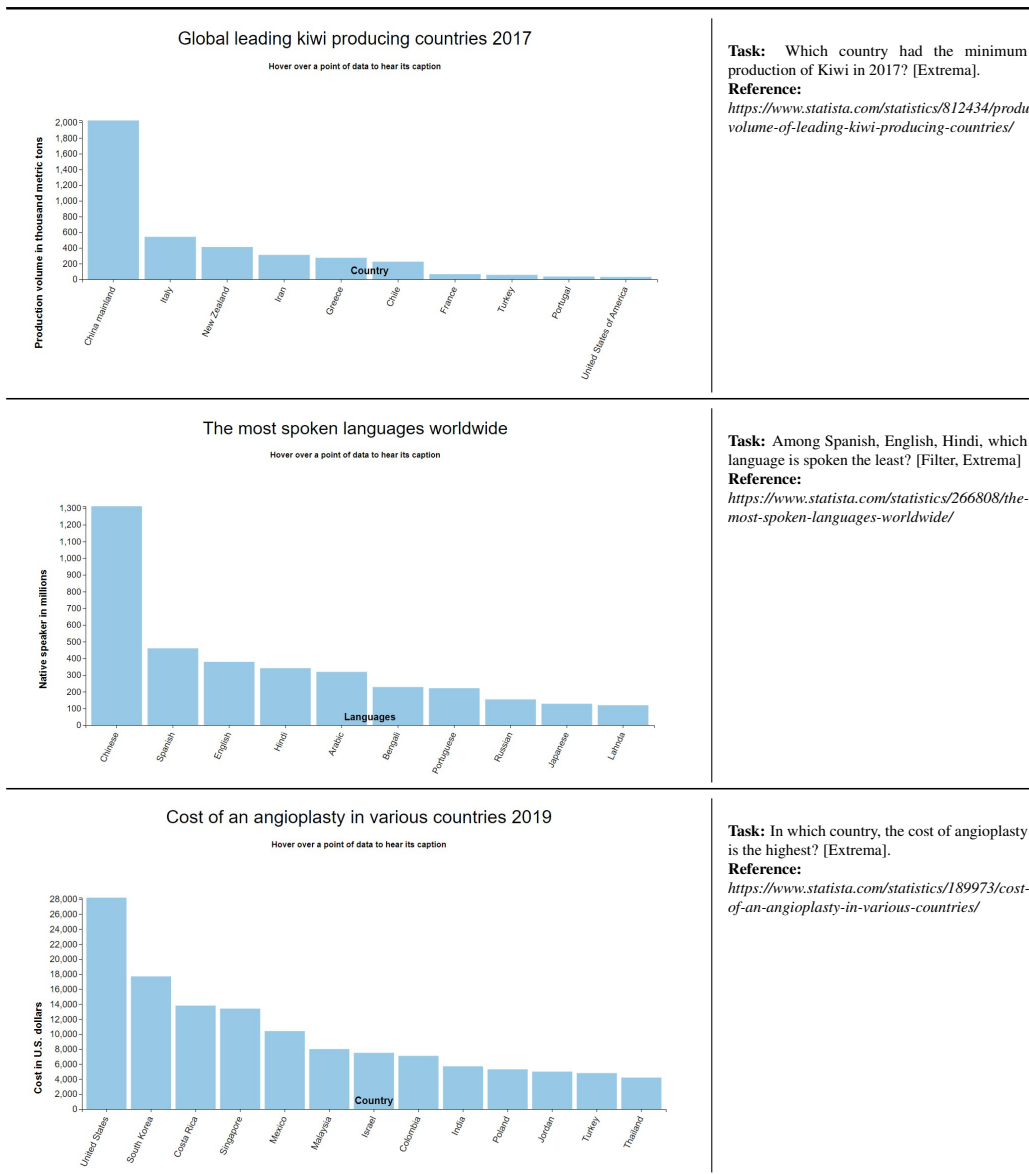 Global leading kiwi producing countries 2017
Hover over a point of data to hear its caption
Production volume in thousand metric tons
2,000
1,800
1,600
1,400
1,200
1,000
800
600
400
200
0
Country
China mainland
Italy
New Zealand
Iran
Greece
Chile
France
Turkey
Portugal
United States of America
Task: Which country had the minimum
production of Kiwi in 2017? [Extrema].
Reference:
https://www.statista.com/statistics/812434/produ
volume-of-leading-kiwi-producing-countries/
The most spoken languages worldwide
Hover over a point of data to hear its caption
Native speaker in millions
1,300
1,200
1,100
1,000
900
800
700
600
500
400
300
200
100
0
Languages
Chinese
Spanish
English
Hindi
Arabic
Bengali
Portuguese
Russian
Japanese
Lahnda
Task: Among Spanish, English, Hindi, which
language is spoken the least? [Filter, Extrema]
Reference:
https://www.statista.com/statistics/266808/the-
most-spoken-languages-worldwide/
Cost of an angioplasty in various countries 2019
Hover over a point of data to hear its caption
Cost in U.S. dollars
28,000
26,000
24,000
22,000
20,000
18,000
16,000
14,000
12,000
10,000
8,000
6,000
4,000
2,000
0
Country
United States
South Korea
Costa Rica
Singapore
Mexico
Malaysia
Israel
Colombia
India
Poland
Jordan
Turkey
Thailand
Task: In which country, the cost of angioplasty
is the highest? [Extrema].
Reference:
https://www.statista.com/statistics/189973/cost-
of-an-angioplasty-in-various-countries/